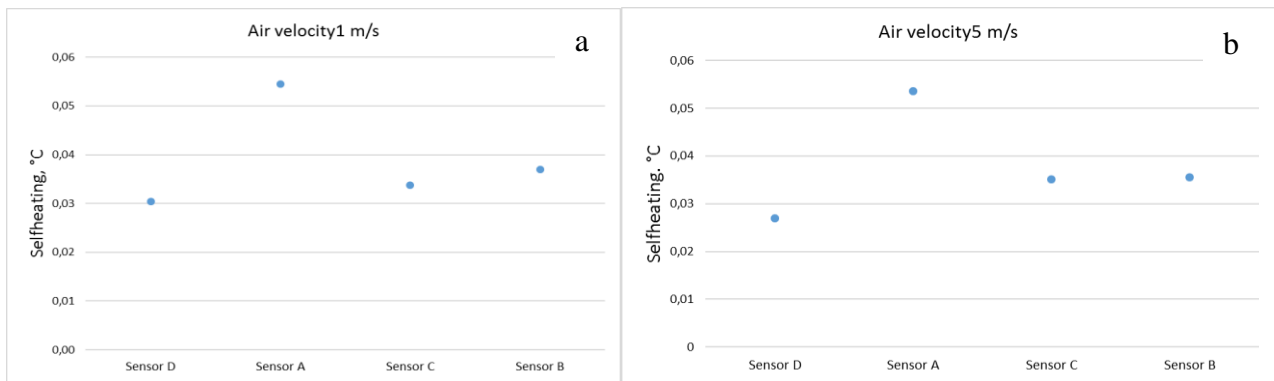 Air velocity1 m/s
a
Selfheating, °C
0,06
0,05
0,04
0,03
0,02
0,01
0,00
Sensor D Sensor A Sensor C Sensor B
Air velocity5 m/s
b
Selfheating. °C
0,06
0,05
0,04
0,03
0,02
0,01
0
Sensor D Sensor A Sensor C Sensor B